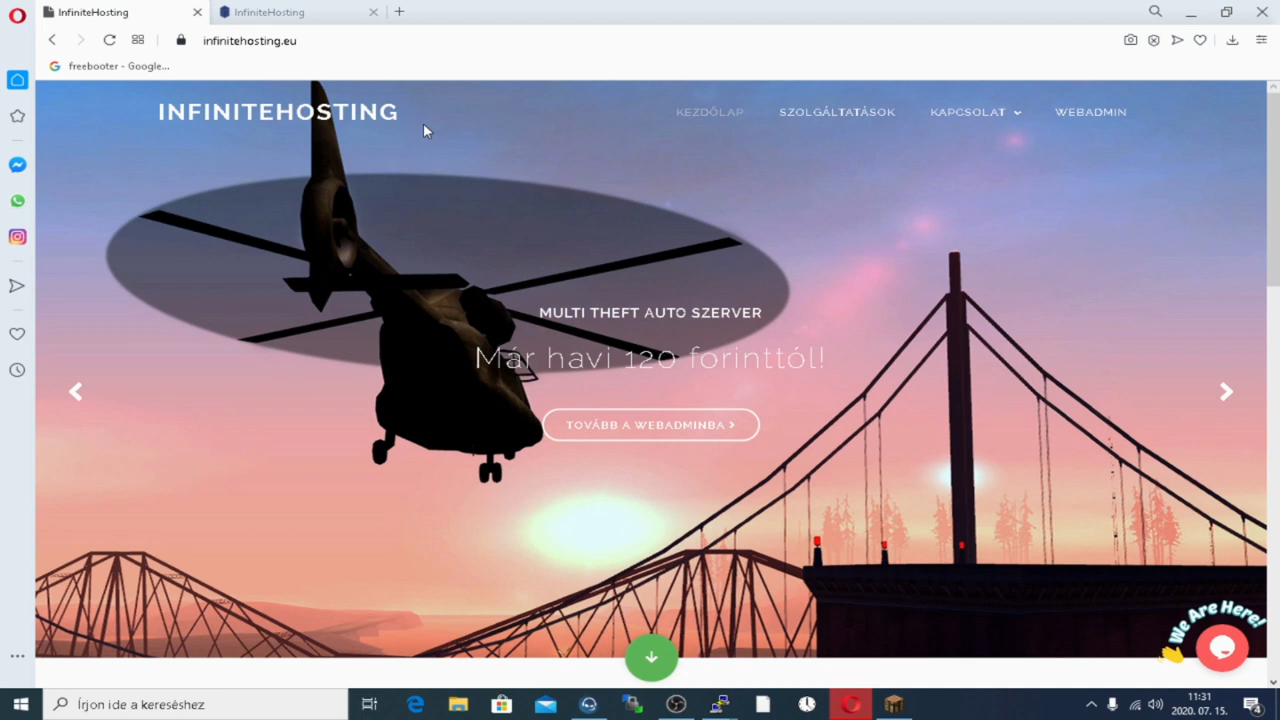 InfiniteHosting
InfiniteHosting
infinitehosting.eu
freebooter - Google...
INFINITEHOSTING
KEZDŐLAP
SZOLGÁLTATÁSOK
KAPCSOLAT
WEBADMIN
MULTI THEFT AUTO SZERVER
Már havi 120 forinttól!
TOVÁBB A WEBADMINBA
We Are Here!
Írjon ide a kereséshez
11:31
2020. 07. 15.
4